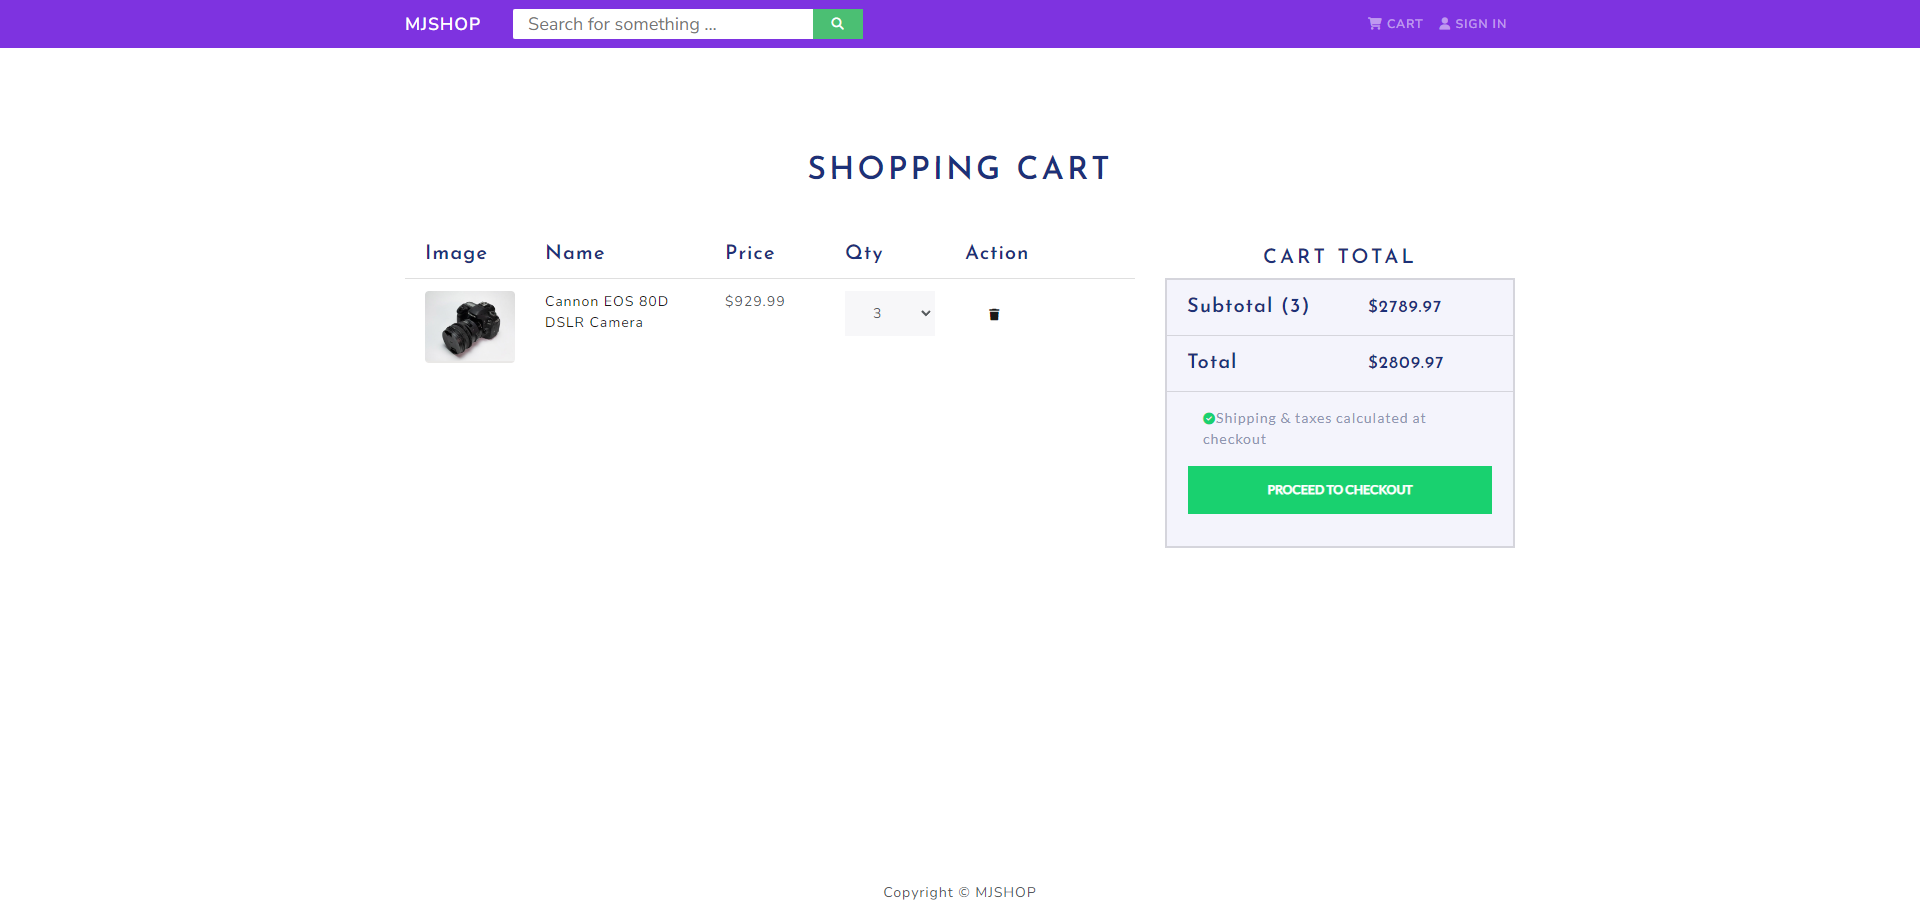 MJSHOP
Search for something ...
CART
SIGN IN
SHOPPING CART
Image Name Price Qty Action
Cannon EOS 80D
DSLR Camera
$929.99
3
CART TOTAL
Subtotal (3) $2789.97
Total $2809.97
Shipping & taxes calculated at
checkout
PROCEED TO CHECKOUT
Copyright © MJSHOP